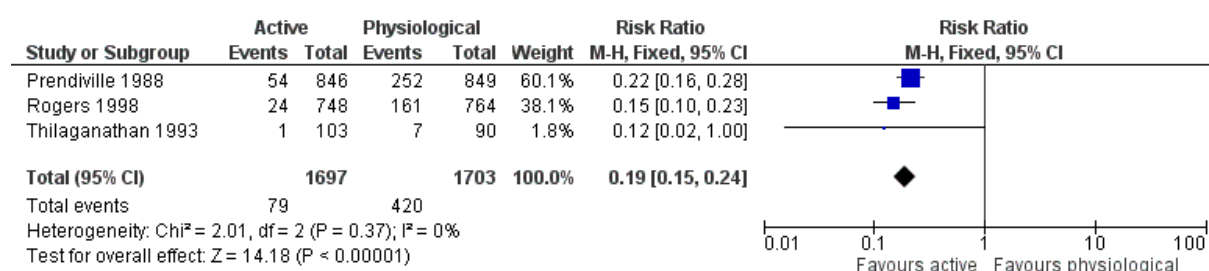 Active Physiological Risk Ratio Risk Ratio
Study or Subgroup Events Total Events Total Weight M-H, Fixed, 95% CI M-H, Fixed, 95% CI
Prendiville 1988 54 846 252 849 60.1% 0.22 [0.16, 0.28]
Rogers 1998 24 748 161 764 38.1% 0.15 [0.10, 0.23]
Thilaganathan 1993 1 103 7 90 1.8% 0.12 [0.02, 1.00]
Total (95% CI) 1697 1703 100.0% 0.19 [0.15, 0.24]
Total events 79 420
Heterogeneity: Chi² = 2.01, df = 2 (P = 0.37); I² = 0%
Test for overall effect: Z = 14.18 (P < 0.00001)
0.01 0.1 1 10 100
Favours active Favours physiological